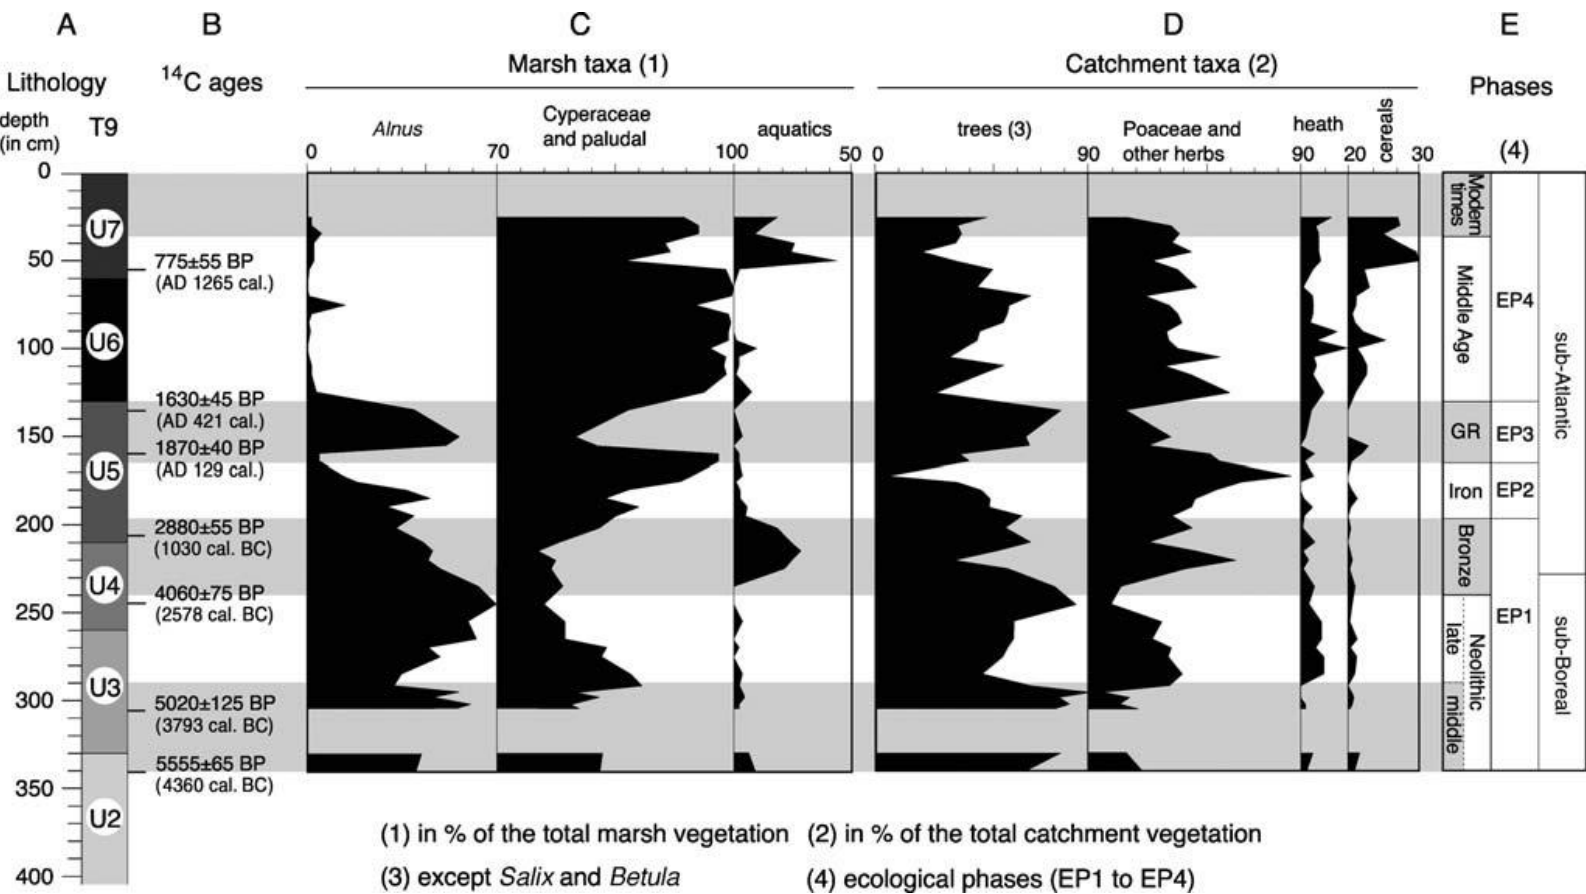 A B C D E
Lithology
¹⁴C ages
Marsh taxa (1)
Catchment taxa (2)
Phases
depth
(in cm)
T9
Alnus
Cyperaceae
and paludal
aquatics
trees (3)
Poaceae and
other herbs
heath
cereals
(4)
0 70 100 50 0 90 90 20 30
0
50
100
150
200
250
300
350
400
U7
U6
U5
U4
U3
U2
775±55 BP
(AD 1265 cal.)
1630±45 BP
(AD 421 cal.)
1870±40 BP
(AD 129 cal.)
2880±55 BP
(1030 cal. BC)
4060±75 BP
(2578 cal. BC)
5020±125 BP
(3793 cal. BC)
5555±65 BP
(4360 cal. BC)
Modern
times
Middle Age
GR
Iron
Bronze
late
middle
Neolithic
EP4
EP3
EP2
EP1
sub-Atlantic
sub-Boreal
(1) in % of the total marsh vegetation (2) in % of the total catchment vegetation
(3) except Salix and Betula (4) ecological phases (EP1 to EP4)